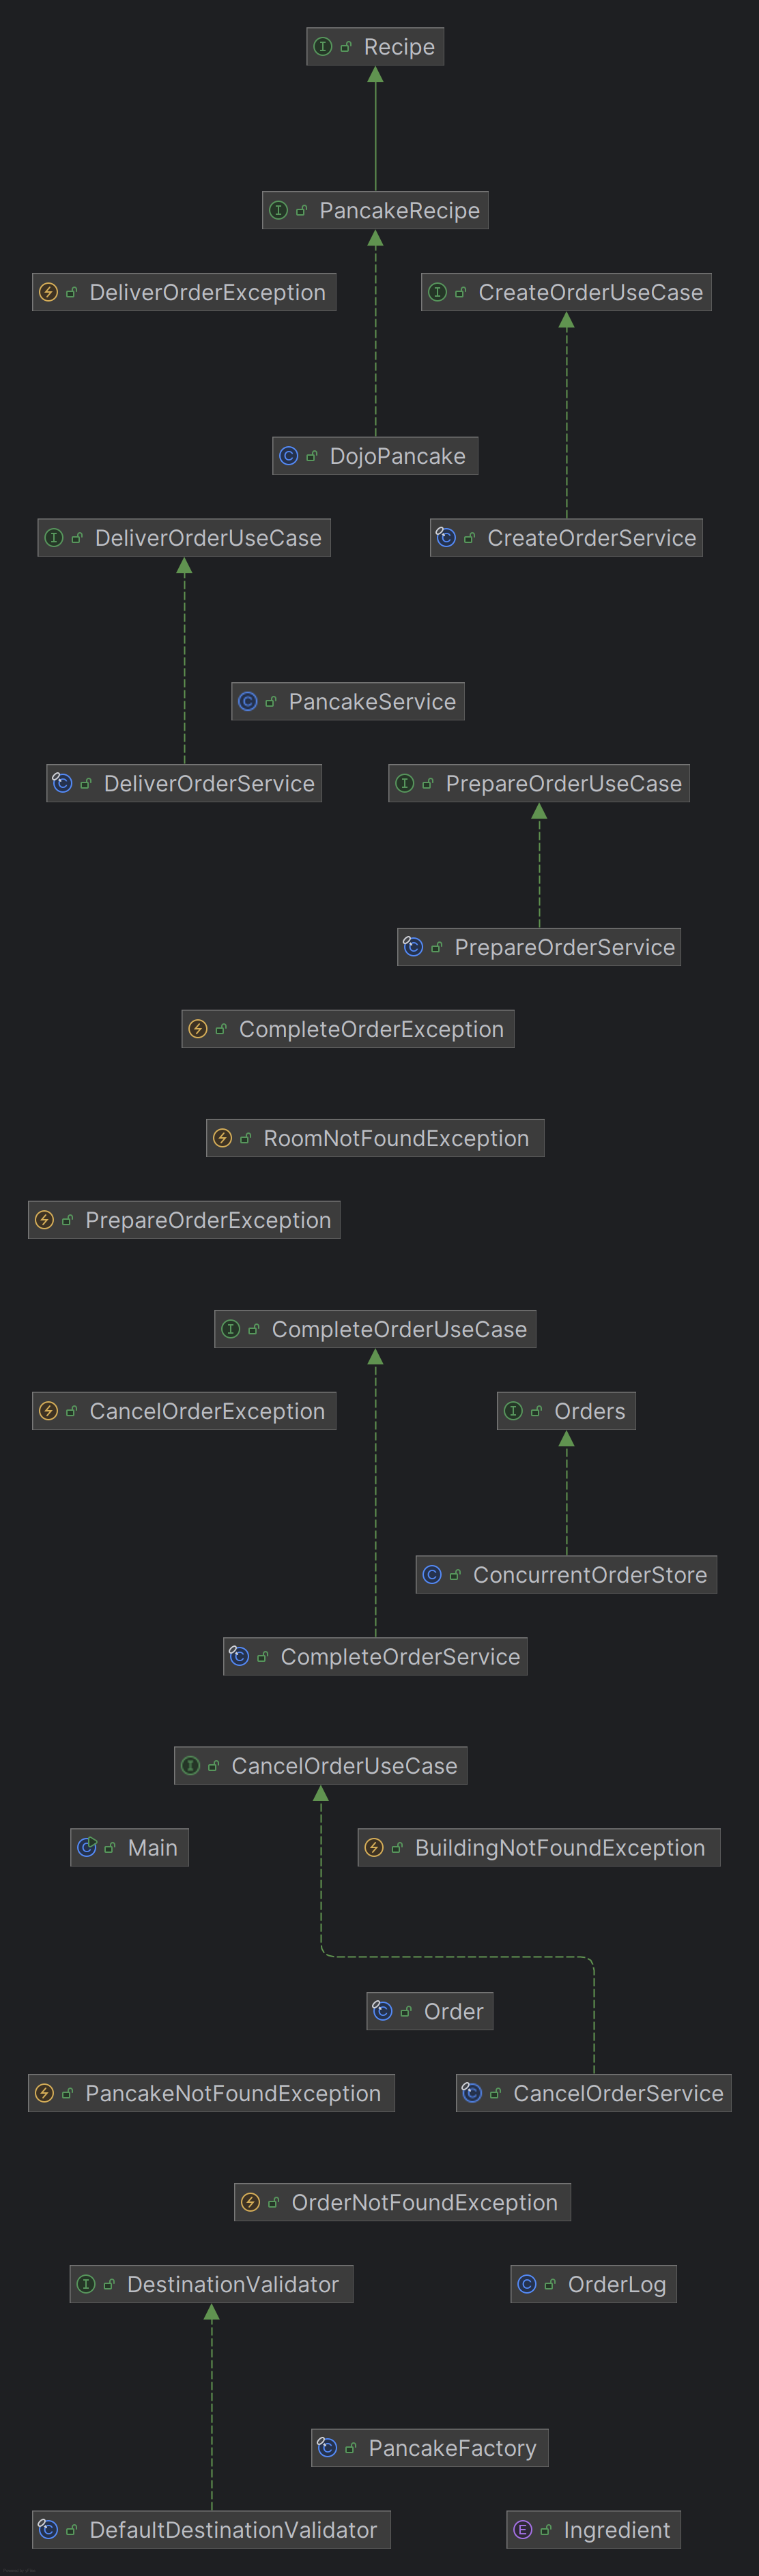 Recipe
PancakeRecipe
DeliverOrderException
CreateOrderUseCase
DojoPancake
DeliverOrderUseCase
CreateOrderService
PancakeService
DeliverOrderService
PrepareOrderUseCase
PrepareOrderService
CompleteOrderException
RoomNotFoundException
PrepareOrderException
CompleteOrderUseCase
CancelOrderException
Orders
ConcurrentOrderStore
CompleteOrderService
CancelOrderUseCase
Main
BuildingNotFoundException
Order
PancakeNotFoundException
CancelOrderService
OrderNotFoundException
DestinationValidator
OrderLog
PancakeFactory
DefaultDestinationValidator
Ingredient